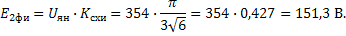 E₂фи = Uян · Kсхи = 354 · π/(3√6) = 354 · 0,427 = 151,3 В.